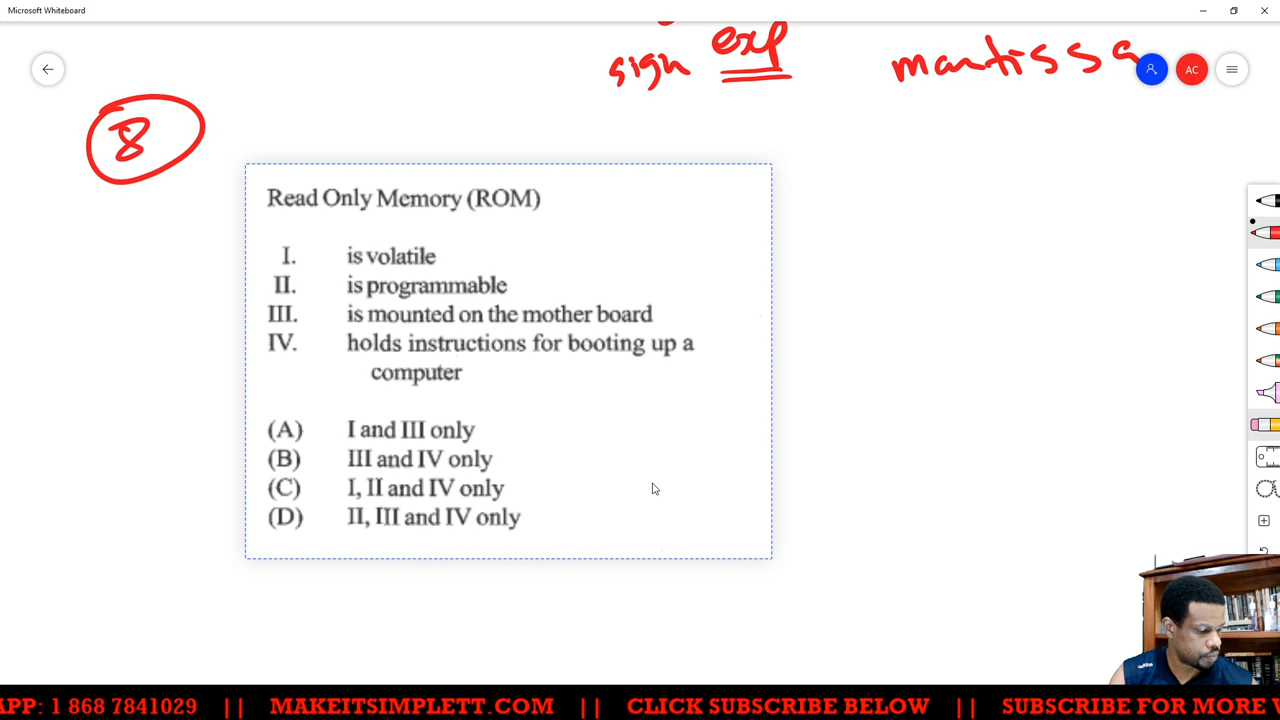 Microsoft Whiteboard
sign exp mantissa
AC
8
Read Only Memory (ROM)
I. is volatile
II. is programmable
III. is mounted on the mother board
IV. holds instructions for booting up a
computer
(A) I and III only
(B) III and IV only
(C) I, II and IV only
(D) II, III and IV only
APP: 1 868 7841029 || MAKEITSIMPLETT.COM || CLICK SUBSCRIBE BELOW || SUBSCRIBE FOR MORE